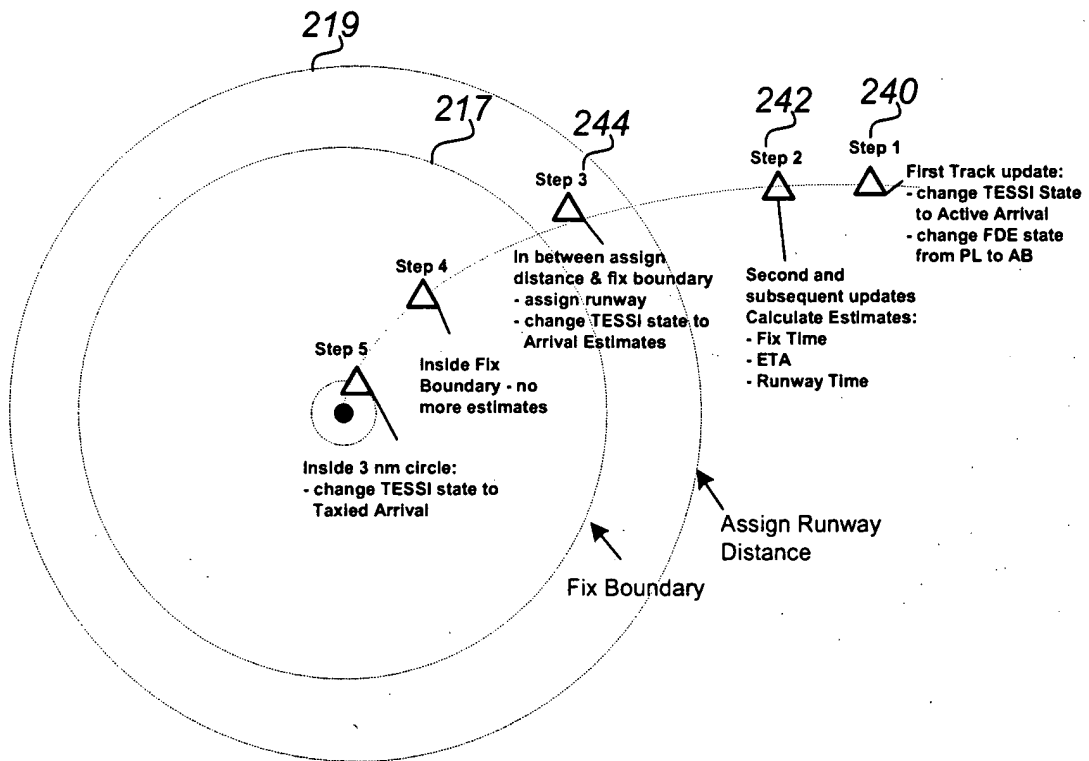 219
217
244
242
240
Step 1
Step 2
Step 3
First Track update:
- change TESSI State
to Active Arrival
- change FDE state
from PL to AB
In between assign
distance & fix boundary
- assign runway
- change TESSI state to
Arrival Estimates
Second and
subsequent updates
Calculate Estimates:
- Fix Time
- ETA
- Runway Time
Step 4
Inside Fix
Boundary - no
more estimates
Step 5
Inside 3 nm circle:
- change TESSI state to
Taxied Arrival
Assign Runway
Distance
Fix Boundary